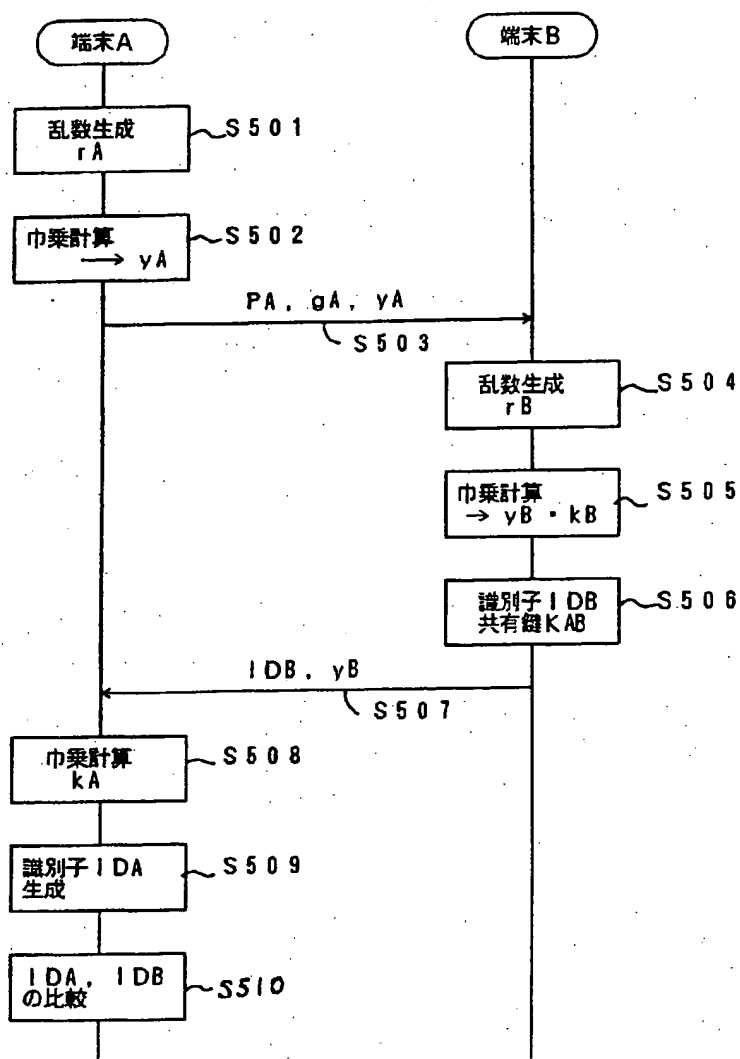 端末A
端末B
乱数生成
rA
S501
巾乗計算
→ yA
S502
PA, gA, yA
S503
乱数生成
rB
S504
巾乗計算
→ yB・kB
S505
識別子IDB
共有鍵KAB
S506
IDB, yB
S507
巾乗計算
kA
S508
識別子IDA
生成
S509
IDA, IDB
の比較
S510